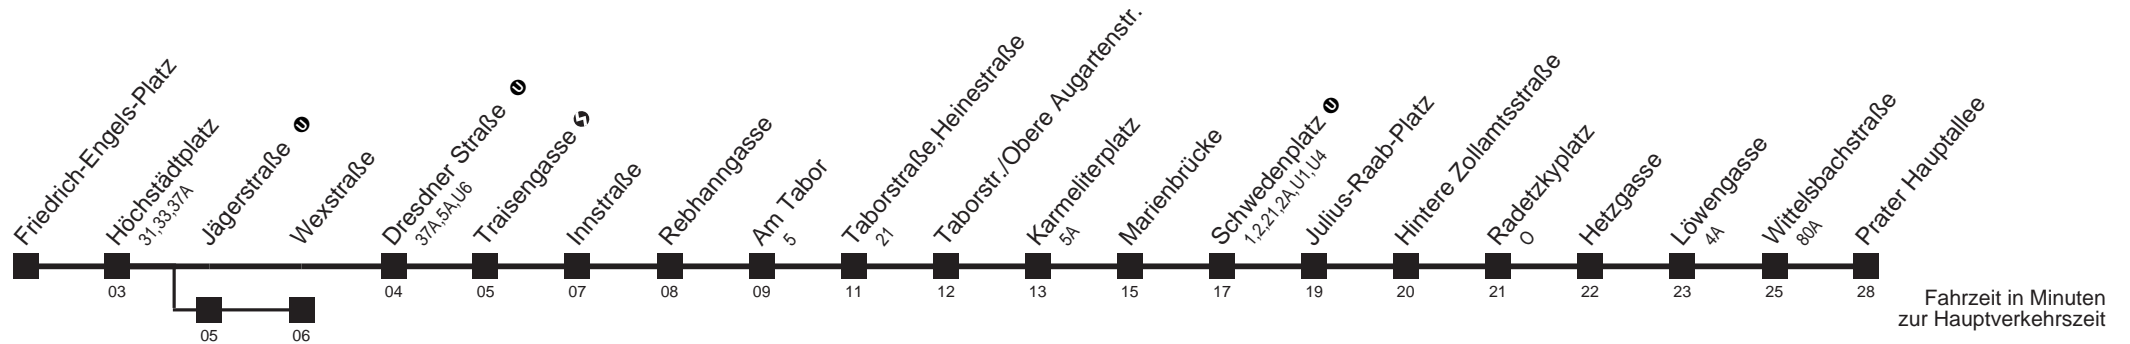 Friedrich-Engels-Platz
Höchstädtplatz
31,33,37A
Jägerstraße U
Wexstraße
Dresdner Straße U
37A,5A,U6
Traisengasse
Innstraße
Rebhanngasse
Am Tabor
5
Taborstraße,Heinestraße
21
Taborstr./Obere Augartenstr.
Karmeliterplatz
5A
Marienbrücke
Schwedenplatz U
1,2,21,2A,U1,U4
Julius-Raab-Platz
Hintere Zollamtsstraße
Radetzkyplatz
O
Hetzgasse
Löwengasse
4A
Wittelsbachstraße
80A
Prater Hauptallee
03
04
05
07
08
09
11
12
13
15
17
19
20
21
22
23
25
28
05
06
Fahrzeit in Minuten
zur Hauptverkehrszeit